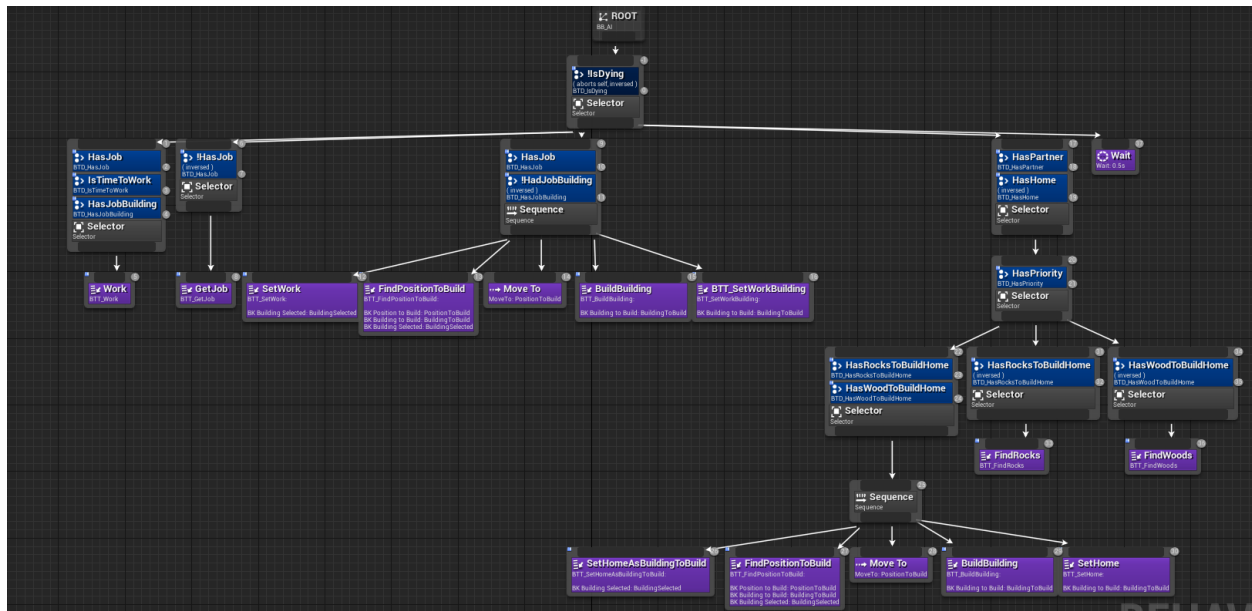 ROOT
BB_AI
!IsDying
( aborts self, inversed )
BTD_IsDying
Selector
Selector
HasJob
BTD_HasJob
IsTimeToWork
BTD_IsTimeToWork
HasJobBuilding
BTD_HasJobBuilding
Selector
Selector
!HasJob
( inversed )
BTD_HasJob
Selector
Selector
HasJob
BTD_HasJob
!HadJobBuilding
( inversed )
BTD_HasJobBuilding
Sequence
Sequence
HasPartner
BTD_HasPartner
HasHome
( inversed )
BTD_HasHome
Selector
Selector
Wait
Wait: 0.5s
Work
BTT_Work
GetJob
BTT_GetJob
SetWork
BTT_SetWork:
BK Building Selected: BuildingSelected
FindPositionToBuild
BTT_FindPositionToBuild:
BK Position to Build: PositionToBuild
BK Building to Build: BuildingToBuild
BK Building Selected: BuildingSelected
Move To
MoveTo: PositionToBuild
BuildBuilding
BTT_BuildBuilding:
BK Building to Build: BuildingToBuild
BTT_SetWorkBuilding
BTT_SetWorkBuilding:
BK Building to Build: BuildingToBuild
HasPriority
BTD_HasPriority
Selector
Selector
HasRocksToBuildHome
BTD_HasRocksToBuildHome
HasWoodToBuildHome
BTD_HasWoodToBuildHome
Selector
Selector
HasRocksToBuildHome
( inversed )
BTD_HasRocksToBuildHome
Selector
Selector
HasWoodToBuildHome
( inversed )
BTD_HasWoodToBuildHome
Selector
Selector
FindRocks
BTT_FindRocks
FindWoods
BTT_FindWoods
Sequence
Sequence
SetHomeAsBuildingToBuild
BTT_SetHomeAsBuildingToBuild:
BK Building Selected: BuildingSelected
FindPositionToBuild
BTT_FindPositionToBuild:
BK Position to Build: PositionToBuild
BK Building to Build: BuildingToBuild
BK Building Selected: BuildingSelected
Move To
MoveTo: PositionToBuild
BuildBuilding
BTT_BuildBuilding:
BK Building to Build: BuildingToBuild
SetHome
BTT_SetHome:
BK Building to Build: BuildingToBuild